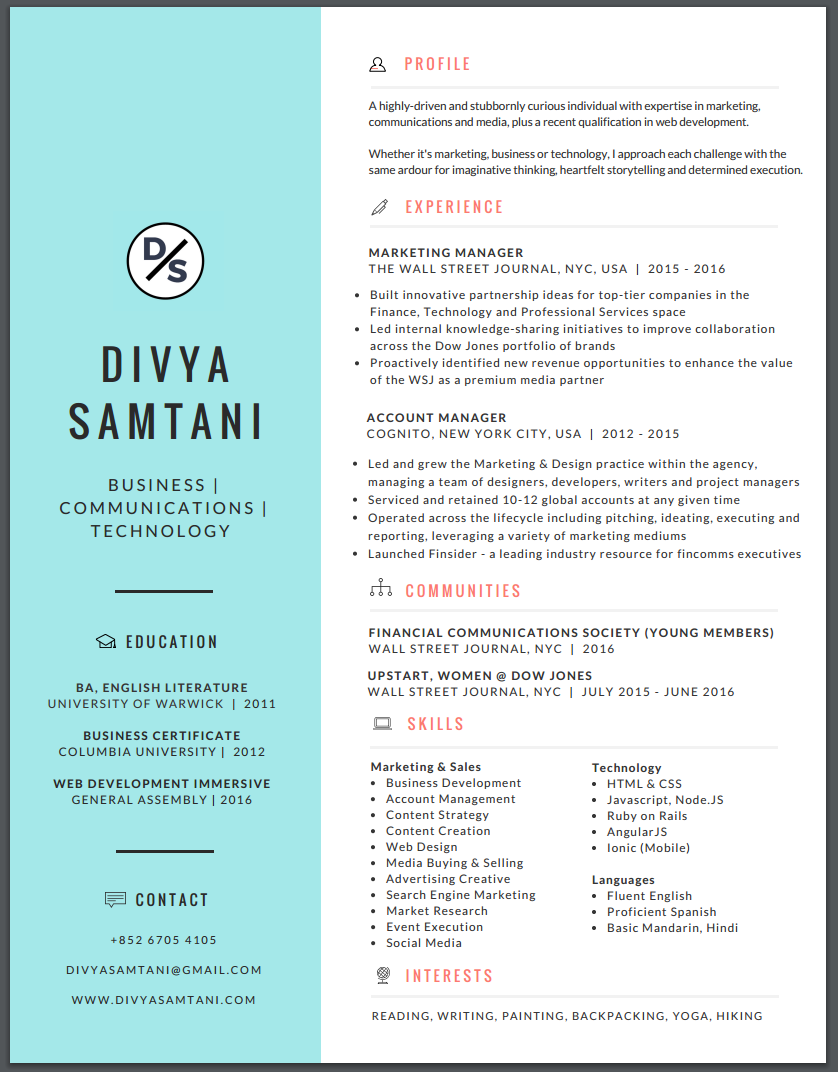 D/S
DIVYA
SAMTANI
BUSINESS |
COMMUNICATIONS |
TECHNOLOGY
EDUCATION
BA, ENGLISH LITERATURE
UNIVERSITY OF WARWICK | 2011
BUSINESS CERTIFICATE
COLUMBIA UNIVERSITY | 2012
WEB DEVELOPMENT IMMERSIVE
GENERAL ASSEMBLY | 2016
CONTACT
+852 6705 4105
DIVYASAMTANI@GMAIL.COM
WWW.DIVYASAMTANI.COM
PROFILE
A highly-driven and stubbornly curious individual with expertise in marketing,
communications and media, plus a recent qualification in web development.
Whether it's marketing, business or technology, I approach each challenge with the
same ardour for imaginative thinking, heartfelt storytelling and determined execution.
EXPERIENCE
MARKETING MANAGER
THE WALL STREET JOURNAL, NYC, USA | 2015 - 2016
• Built innovative partnership ideas for top-tier companies in the
Finance, Technology and Professional Services space
• Led internal knowledge-sharing initiatives to improve collaboration
across the Dow Jones portfolio of brands
• Proactively identified new revenue opportunities to enhance the value
of the WSJ as a premium media partner
ACCOUNT MANAGER
COGNITO, NEW YORK CITY, USA | 2012 - 2015
• Led and grew the Marketing & Design practice within the agency,
managing a team of designers, developers, writers and project managers
• Serviced and retained 10-12 global accounts at any given time
• Operated across the lifecycle including pitching, ideating, executing and
reporting, leveraging a variety of marketing mediums
• Launched Finsider - a leading industry resource for fincomms executives
COMMUNITIES
FINANCIAL COMMUNICATIONS SOCIETY (YOUNG MEMBERS)
WALL STREET JOURNAL, NYC | 2016
UPSTART, WOMEN @ DOW JONES
WALL STREET JOURNAL, NYC | JULY 2015 - JUNE 2016
SKILLS
Marketing & Sales
• Business Development
• Account Management
• Content Strategy
• Content Creation
• Web Design
• Media Buying & Selling
• Advertising Creative
• Search Engine Marketing
• Market Research
• Event Execution
• Social Media
Technology
• HTML & CSS
• Javascript, Node.JS
• Ruby on Rails
• AngularJS
• Ionic (Mobile)
Languages
• Fluent English
• Proficient Spanish
• Basic Mandarin, Hindi
INTERESTS
READING, WRITING, PAINTING, BACKPACKING, YOGA, HIKING